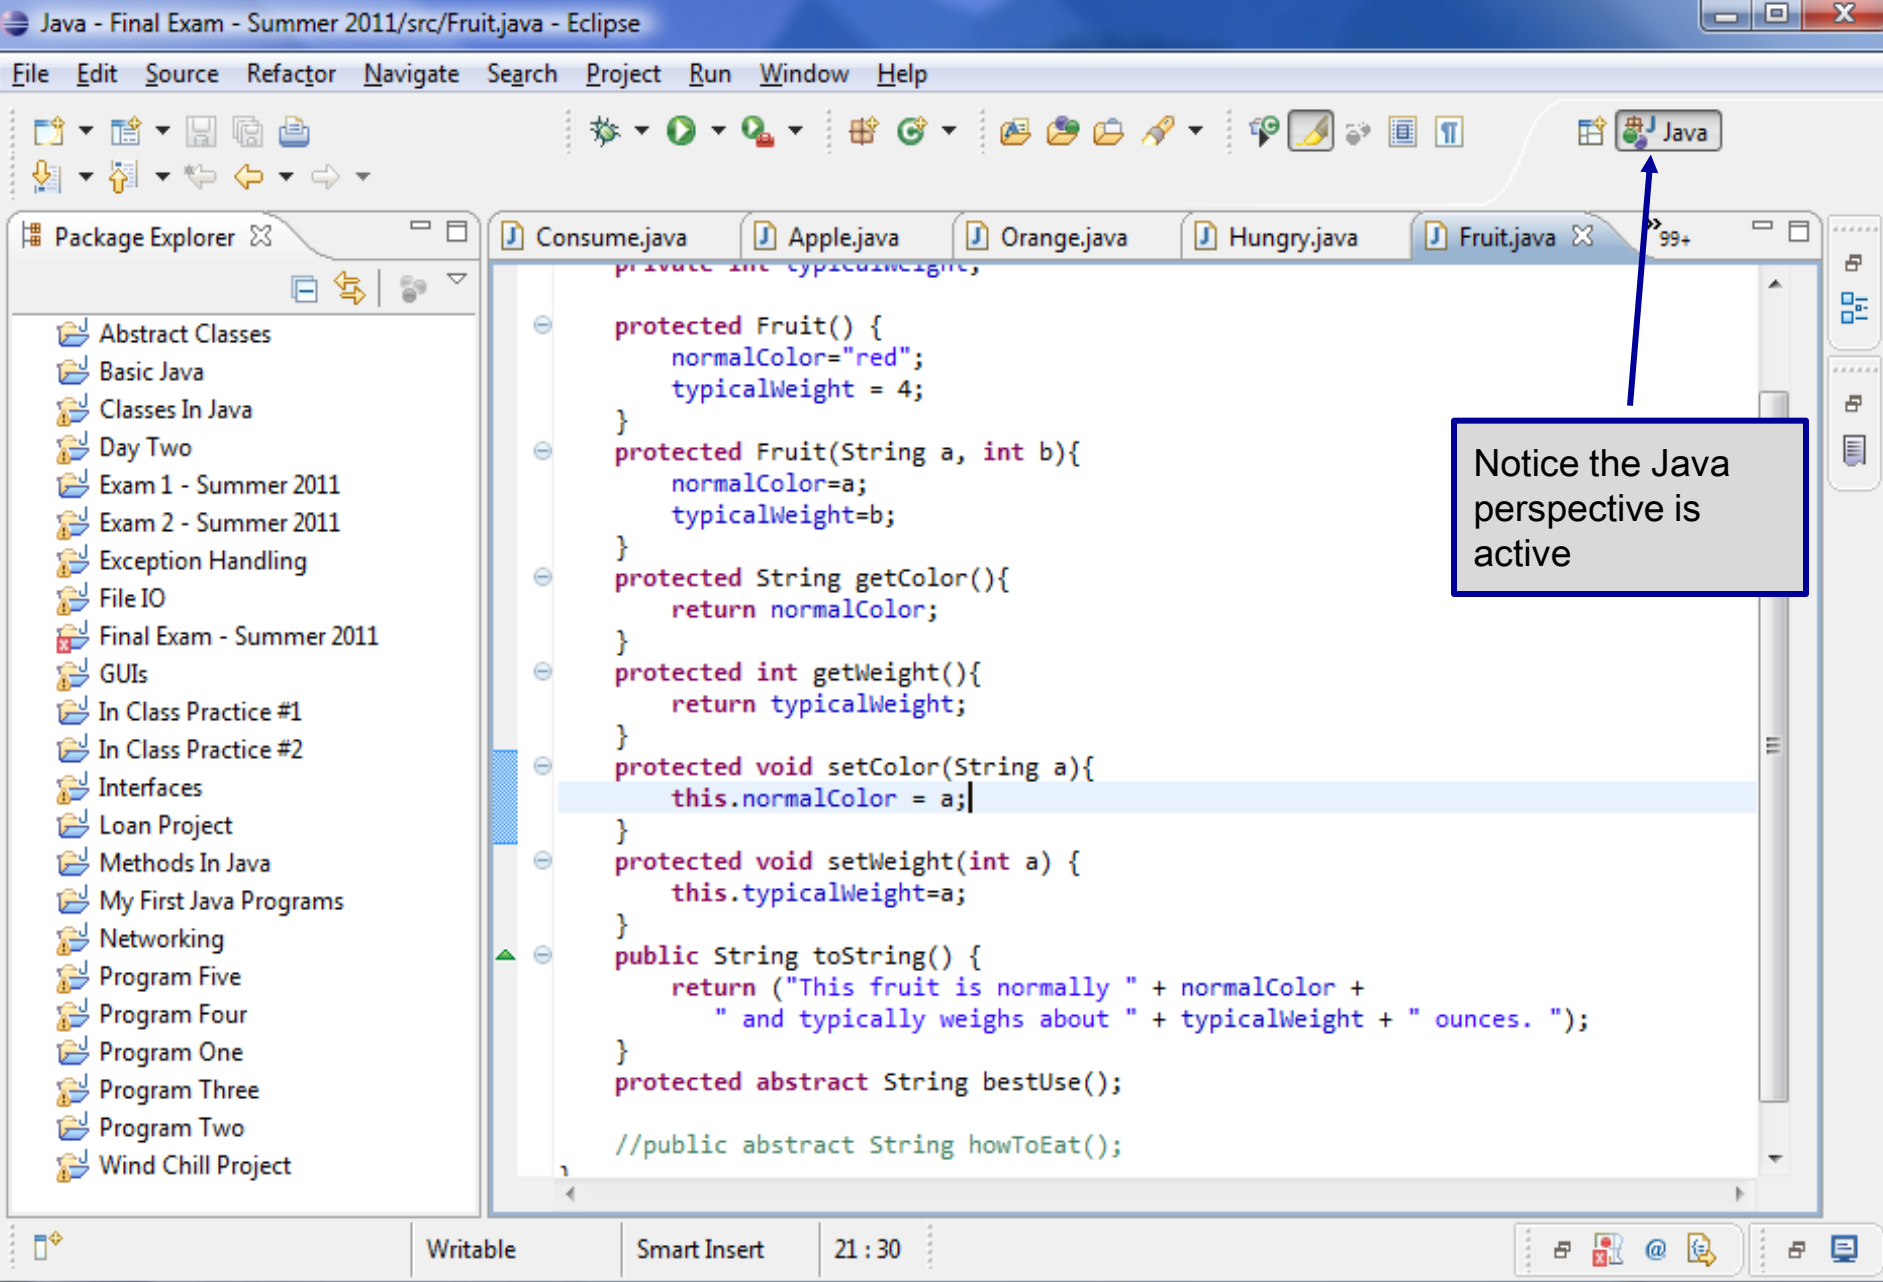 Java - Final Exam - Summer 2011/src/Fruit.java - Eclipse
File Edit Source Refactor Navigate Search Project Run Window Help
Java
Package Explorer
Consume.java Apple.java Orange.java Hungry.java Fruit.java 99+
Abstract Classes
Basic Java
Classes In Java
Day Two
Exam 1 - Summer 2011
Exam 2 - Summer 2011
Exception Handling
File IO
Final Exam - Summer 2011
GUIs
In Class Practice #1
In Class Practice #2
Interfaces
Loan Project
Methods In Java
My First Java Programs
Networking
Program Five
Program Four
Program One
Program Three
Program Two
Wind Chill Project
private int typicalWeight;
protected Fruit() {
normalColor="red";
typicalWeight = 4;
}
protected Fruit(String a, int b){
normalColor=a;
typicalWeight=b;
}
protected String getColor(){
return normalColor;
}
protected int getWeight(){
return typicalWeight;
}
protected void setColor(String a){
this.normalColor = a;
}
protected void setWeight(int a) {
this.typicalWeight=a;
}
public String toString() {
return ("This fruit is normally " + normalColor +
" and typically weighs about " + typicalWeight + " ounces. ");
}
protected abstract String bestUse();
//public abstract String howToEat();
}
Notice the Java
perspective is
active
Writable Smart Insert 21 : 30